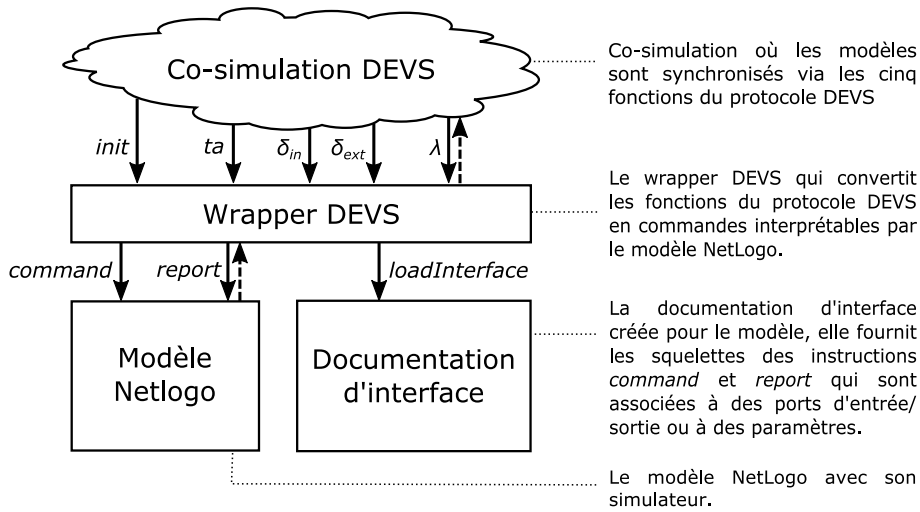 Co-simulation DEVS
init
ta
δin
δext
λ
Wrapper DEVS
command
report
loadInterface
Modèle
Netlogo
Documentation
d'interface
Co-simulation où les modèles
sont synchronisés via les cinq
fonctions du protocole DEVS
Le wrapper DEVS qui convertit
les fonctions du protocole DEVS
en commandes interprétables par
le modèle NetLogo.
La documentation d'interface
créée pour le modèle, elle fournit
les squelettes des instructions
command et report qui sont
associées à des ports d'entrée/
sortie ou à des paramètres.
Le modèle NetLogo avec son
simulateur.